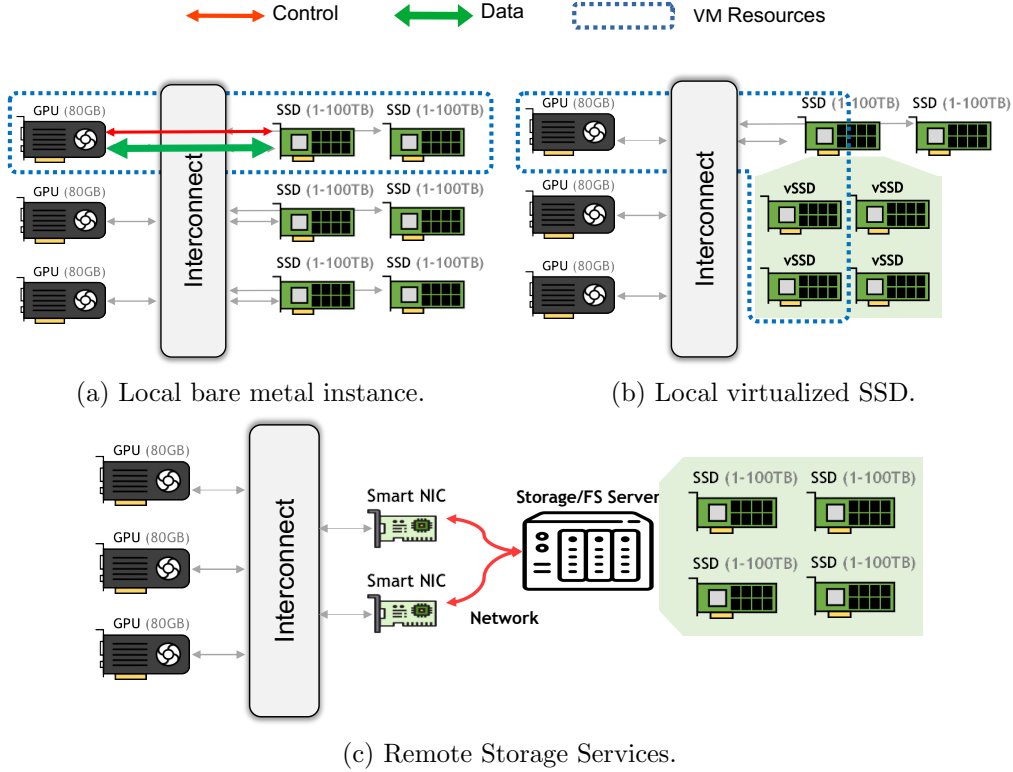 Control
Data
VM Resources
GPU (80GB)
SSD (1-100TB) SSD (1-100TB)
GPU (80GB)
SSD (1-100TB) SSD (1-100TB)
GPU (80GB)
SSD (1-100TB) SSD (1-100TB)
Interconnect
(a) Local bare metal instance.
GPU (80GB)
SSD (1-100TB) SSD (1-100TB)
GPU (80GB)
vSSD vSSD
GPU (80GB)
vSSD vSSD
Interconnect
(b) Local virtualized SSD.
GPU (80GB)
GPU (80GB)
GPU (80GB)
Interconnect
Smart NIC
Smart NIC
Network
Storage/FS Server
SSD (1-100TB) SSD (1-100TB)
SSD (1-100TB) SSD (1-100TB)
(c) Remote Storage Services.